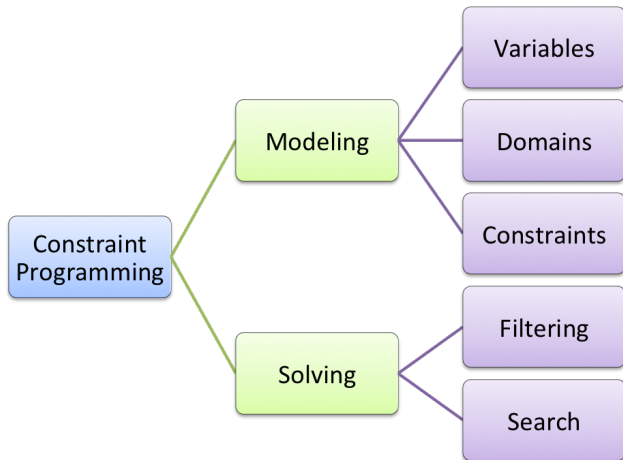 Constraint
Programming
Modeling
Variables
Domains
Constraints
Solving
Filtering
Search